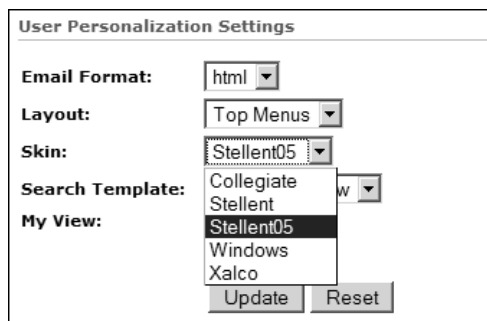 User Personalization Settings
Email Format: html
Layout: Top Menus
Skin: Stellent05
Search Template:
Collegiate
Stellent
Stellent05
Windows
Xalco
My View:
Update Reset